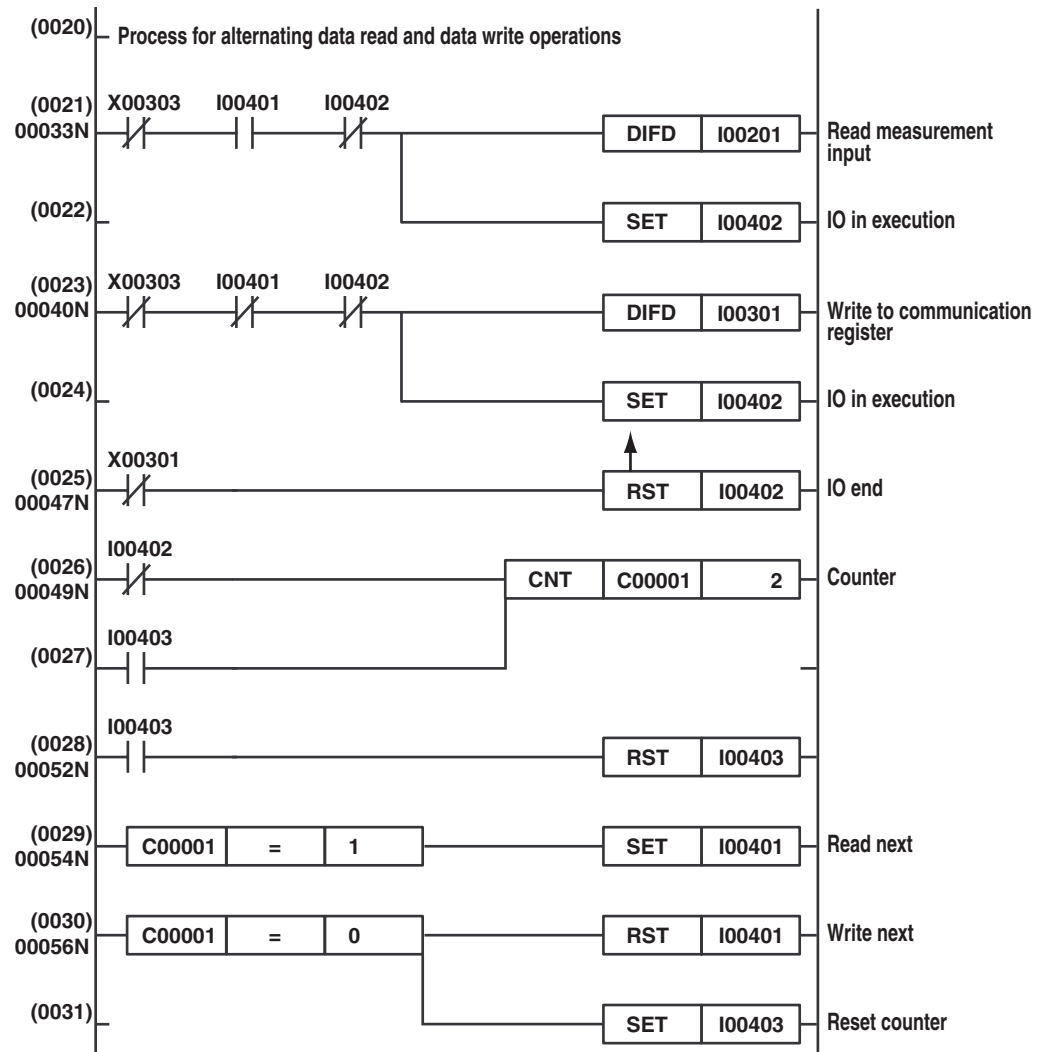 (0020) Process for alternating data read and data write operations
X00303 I00401 I00402
(0021)
00033N DIFD I00201 Read measurement
input
(0022) SET I00402 IO in execution
X00303 I00401 I00402
(0023)
00040N DIFD I00301 Write to communication
register
(0024) SET I00402 IO in execution
X00301
(0025)
00047N RST I00402 IO end
I00402
(0026)
00049N CNT C00001 2 Counter
I00403
(0027)
I00403
(0028)
00052N RST I00403
(0029)
00054N C00001 = 1 SET I00401 Read next
(0030)
00056N C00001 = 0 RST I00401 Write next
(0031) SET I00403 Reset counter